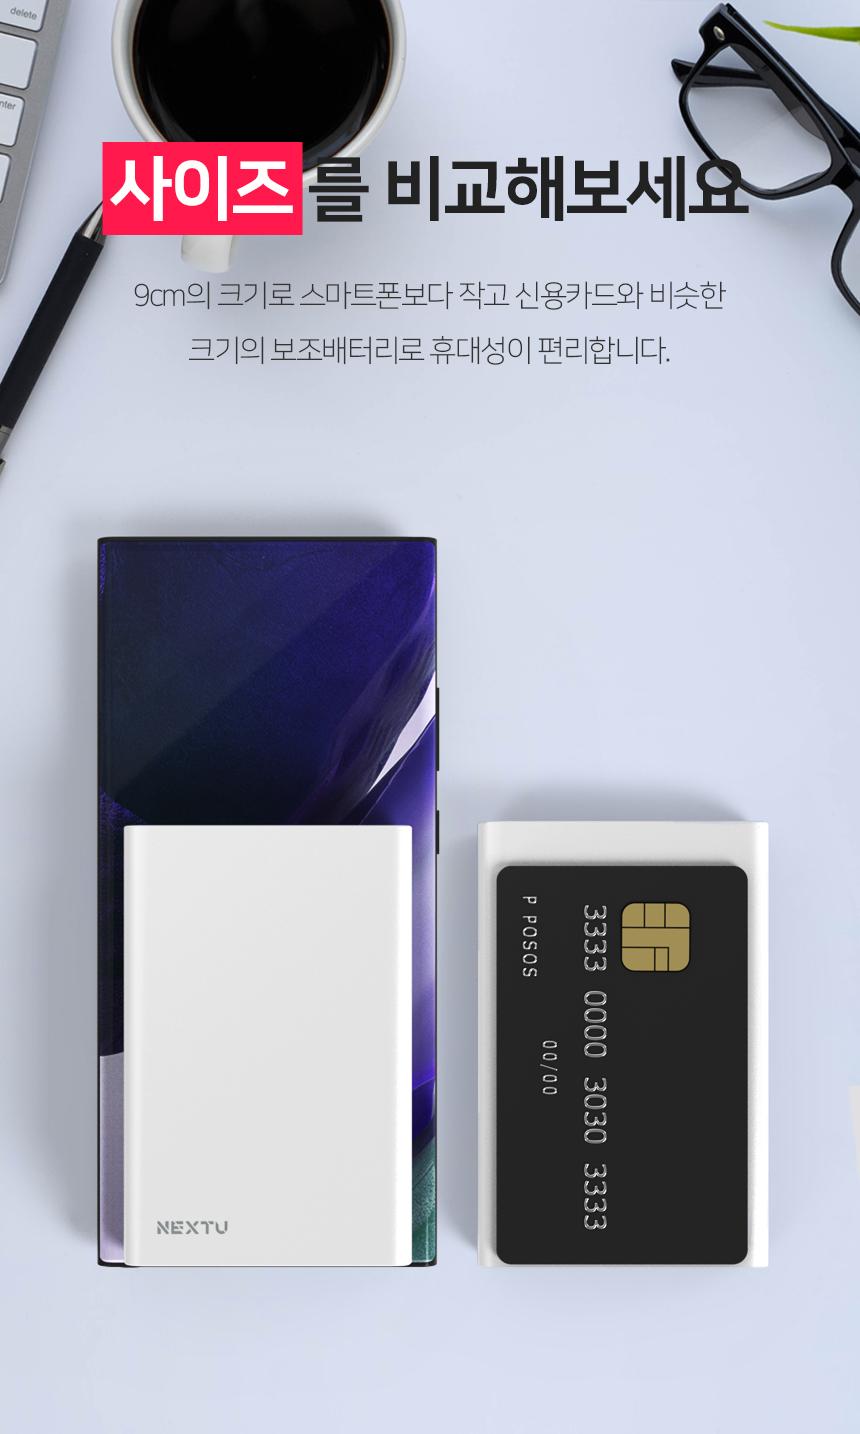 delete
enter
사이즈를 비교해보세요
9cm의 크기로 스마트폰보다 작고 신용카드와 비슷한
크기의 보조배터리로 휴대성이 편리합니다.
NEXTU
3333 0000 3030 3333
00/00
P POSOS